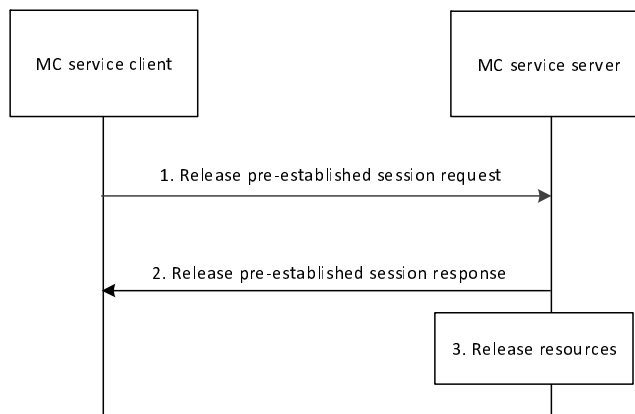 MC service client
MC service server
1. Release pre-established session request
2. Release pre-established session response
3. Release resources